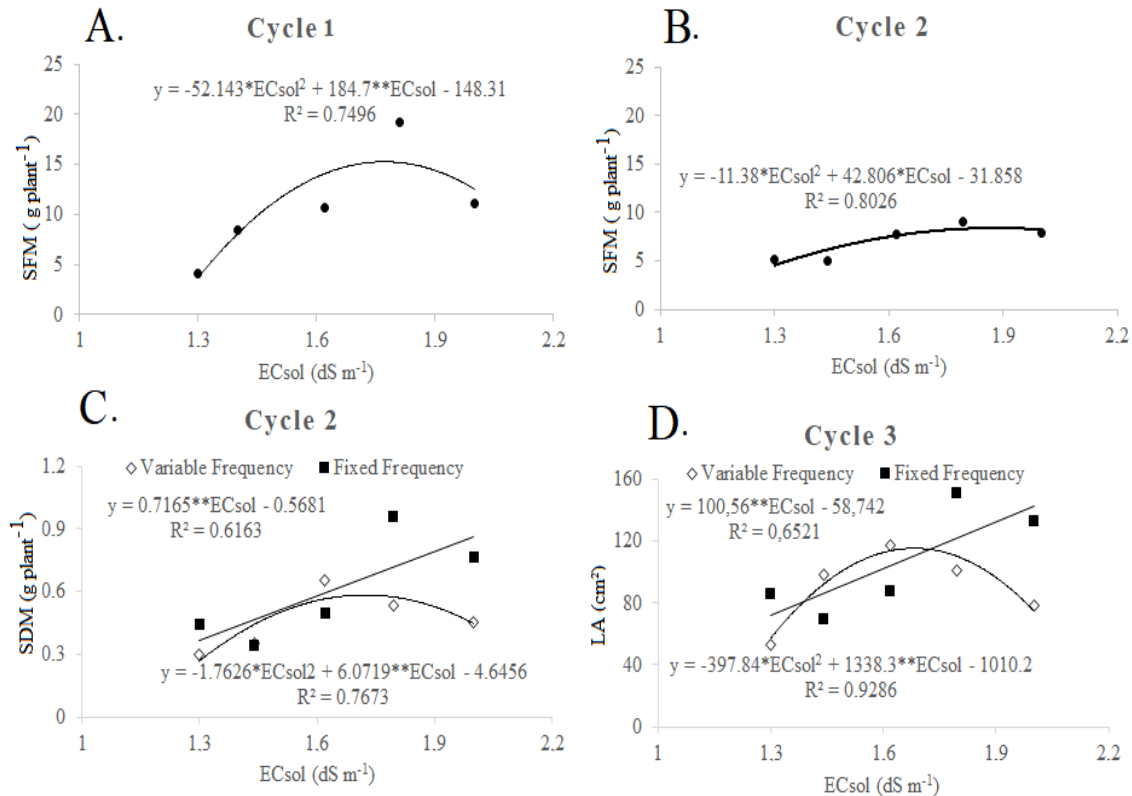 A.
Cycle 1
y = -52.143*ECsol² + 184.7**ECsol - 148.31
R² = 0.7496
SFM ( g plant⁻¹)
25
20
15
10
5
0
1 1.3 1.6 1.9 2.2
ECsol (dS m⁻¹)
B.
Cycle 2
y = -11.38*ECsol² + 42.806*ECsol - 31.858
R² = 0.8026
SFM ( g plant⁻¹)
25
20
15
10
5
0
1 1.3 1.6 1.9 2.2
ECsol (dS m⁻¹)
C.
Cycle 2
Variable Frequency Fixed Frequency
y = 0.7165**ECsol - 0.5681
R² = 0.6163
SDM (g plant⁻¹)
1.2
0.9
0.6
0.3
0
y = -1.7626*ECsol2 + 6.0719**ECsol - 4.6456
R² = 0.7673
1 1.3 1.6 1.9 2.2
ECsol (dS m⁻¹)
D.
Cycle 3
Variable Frequency Fixed Frequency
y = 100,56**ECsol - 58,742
R² = 0,6521
LA (cm²)
160
120
80
40
0
y = -397.84*ECsol² + 1338.3**ECsol - 1010.2
R² = 0.9286
1 1.3 1.6 1.9 2.2
ECsol (dS m⁻¹)